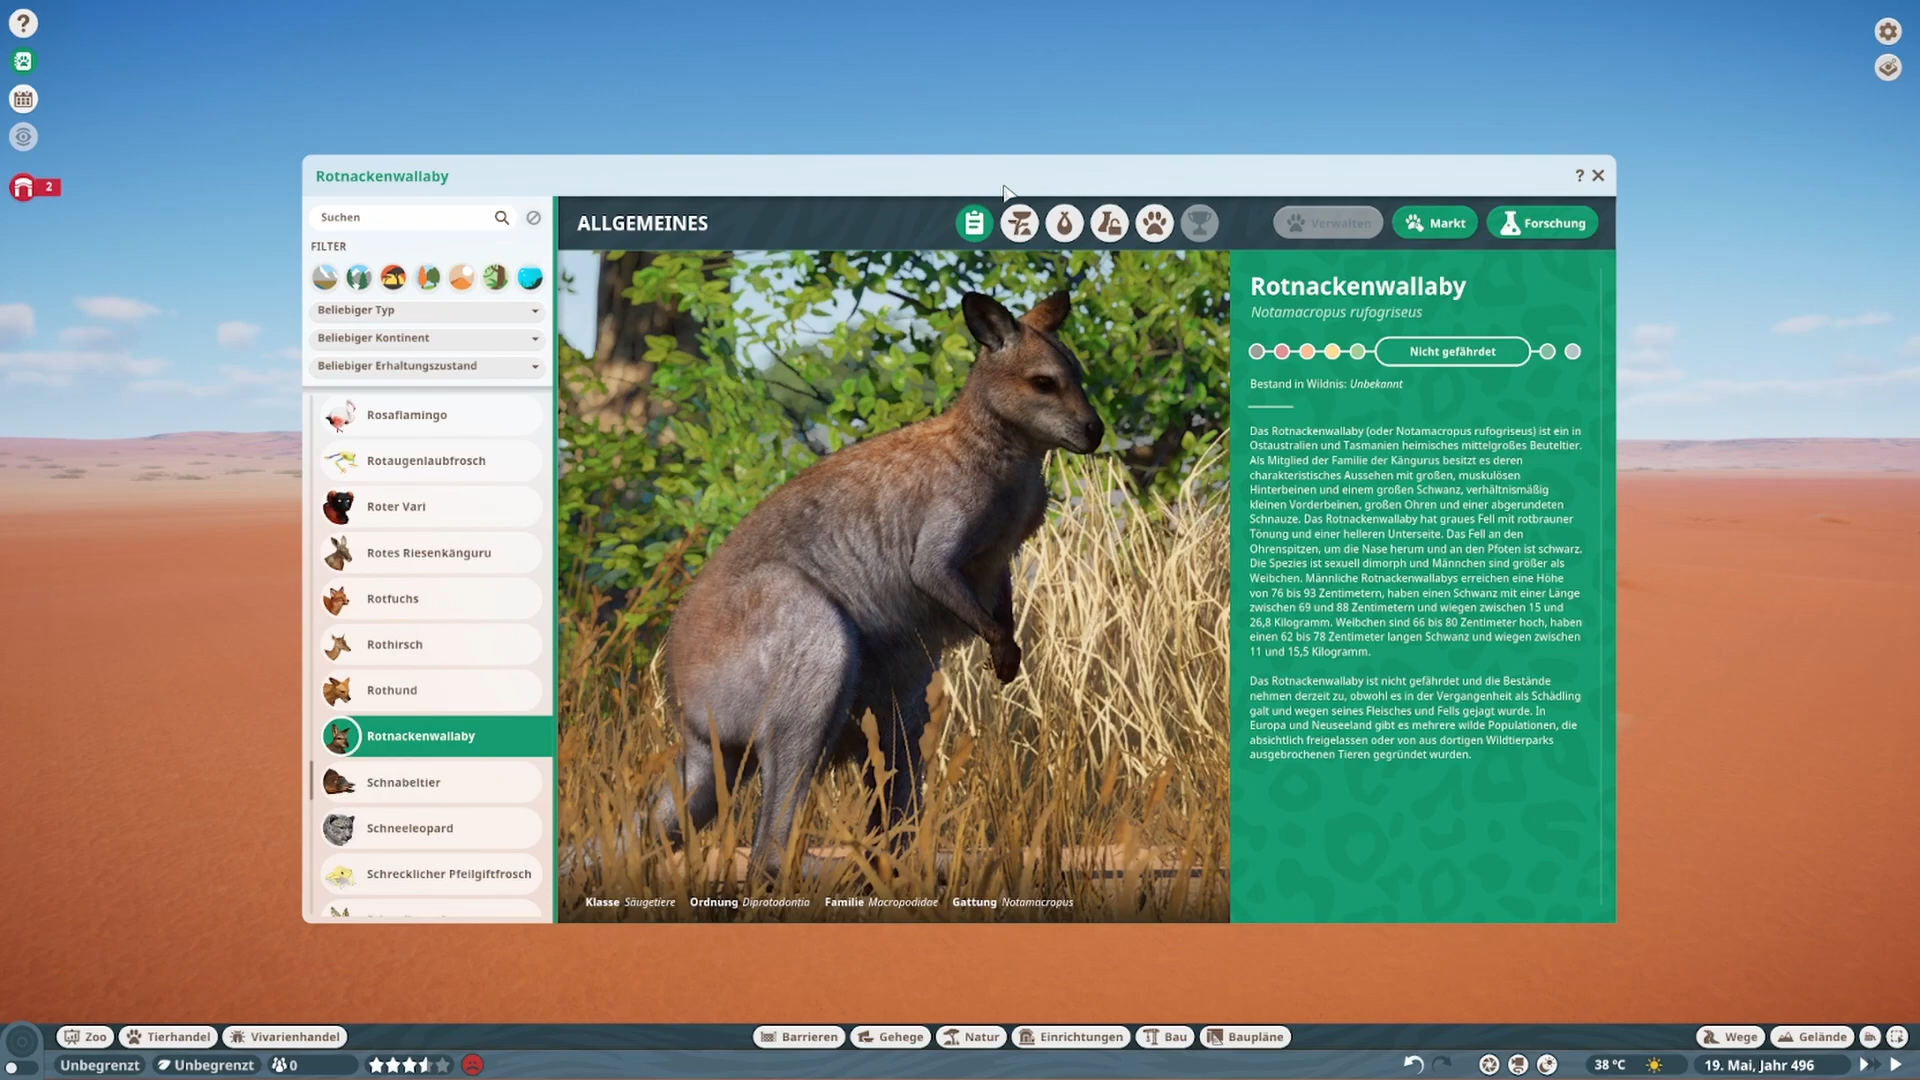 2
Rotnackenwallaby
?
Suchen
FILTER
Beliebiger Typ
Beliebiger Kontinent
Beliebiger Erhaltungszustand
Rosaflamingo
Rotaugenlaubfrosch
Roter Vari
Rotes Riesenkänguru
Rotfuchs
Rothirsch
Rothund
Rotnackenwallaby
Schnabeltier
Schneeleopard
Schrecklicher Pfeilgiftfrosch
ALLGEMEINES
Verwalten
Markt
Forschung
Klasse Säugetiere Ordnung Diprotodontia Familie Macropodidae Gattung Notamacropus
Rotnackenwallaby
Notamacropus rufogriseus
Nicht gefährdet
Bestand in Wildnis: Unbekannt
Das Rotnackenwallaby (oder Notamacropus rufogriseus) ist ein in
Ostaustralien und Tasmanien heimisches mittelgroßes Beuteltier.
Als Mitglied der Familie der Kängurus besitzt es deren
charakteristisches Aussehen mit großen, muskulösen
Hinterbeinen und einem großen Schwanz, verhältnismäßig
kleinen Vorderbeinen, großen Ohren und einer abgerundeten
Schnauze. Das Rotnackenwallaby hat graues Fell mit rotbrauner
Tönung und einer helleren Unterseite. Das Fell an den
Ohrenspitzen, um die Nase herum und an den Pfoten ist schwarz.
Die Spezies ist sexuell dimorph und Männchen sind größer als
Weibchen. Männliche Rotnackenwallabys erreichen eine Höhe
von 76 bis 93 Zentimetern, haben einen Schwanz mit einer Länge
zwischen 69 und 88 Zentimetern und wiegen zwischen 15 und
26,8 Kilogramm. Weibchen sind 66 bis 80 Zentimeter hoch, haben
einen 62 bis 78 Zentimeter langen Schwanz und wiegen zwischen
11 und 15,5 Kilogramm.
Das Rotnackenwallaby ist nicht gefährdet und die Bestände
nehmen derzeit zu, obwohl es in der Vergangenheit als Schädling
galt und wegen seines Fleisches und Fells gejagt wurde. In
Europa und Neuseeland gibt es mehrere wilde Populationen, die
absichtlich freigelassen oder von aus dortigen Wildtierparks
ausgebrochenen Tieren gegründet wurden.
Zoo
Tierhandel
Vivarienhandel
Barrieren
Gehege
Natur
Einrichtungen
Bau
Baupläne
Wege
Gelände
Unbegrenzt
Unbegrenzt
0
38 °C
19. Mai, Jahr 496